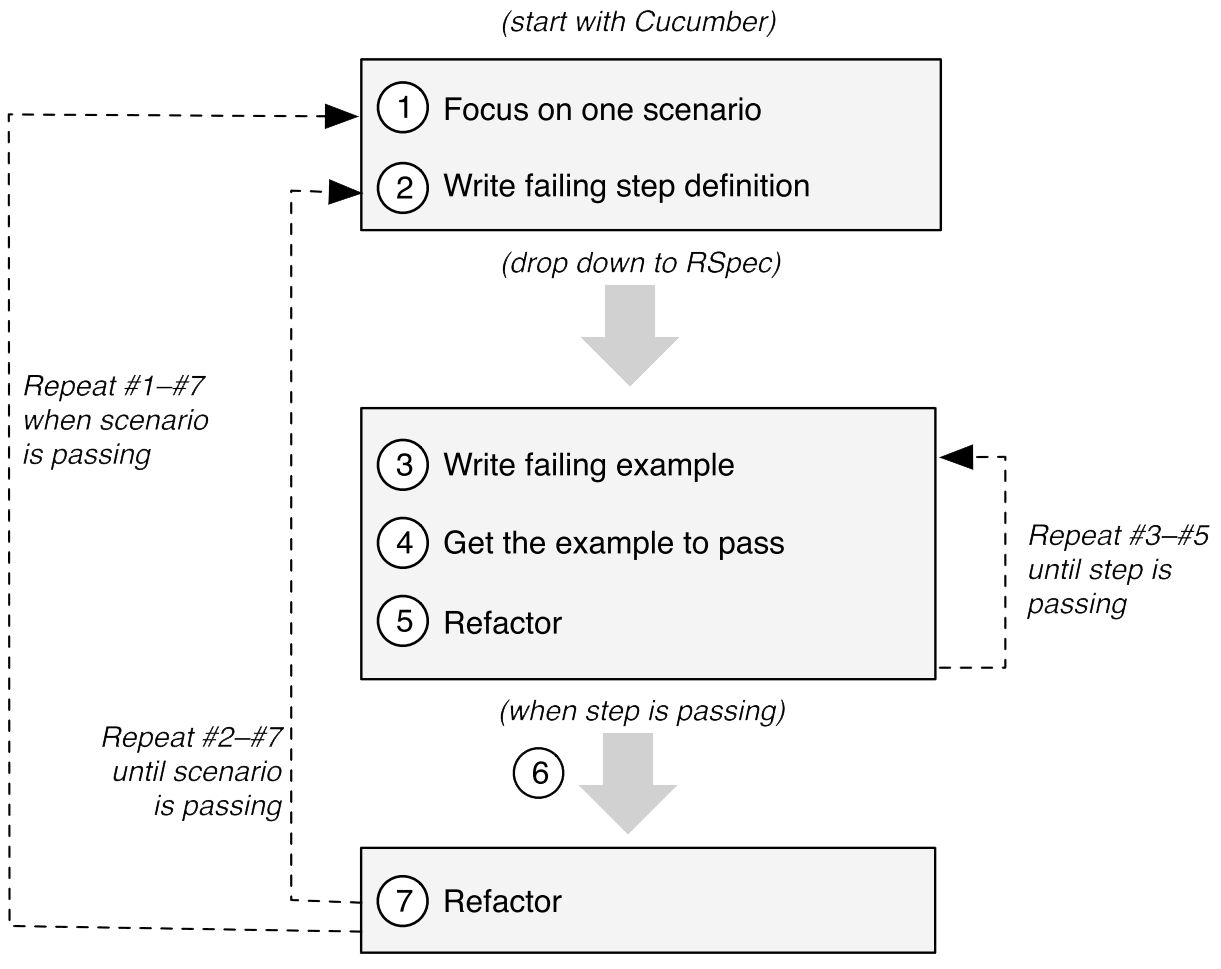 (start with Cucumber)
1 Focus on one scenario
2 Write failing step definition
(drop down to RSpec)
Repeat #1–#7
when scenario
is passing
3 Write failing example
4 Get the example to pass
5 Refactor
Repeat #3–#5
until step is
passing
(when step is passing)
Repeat #2–#7
until scenario
is passing
6
7 Refactor